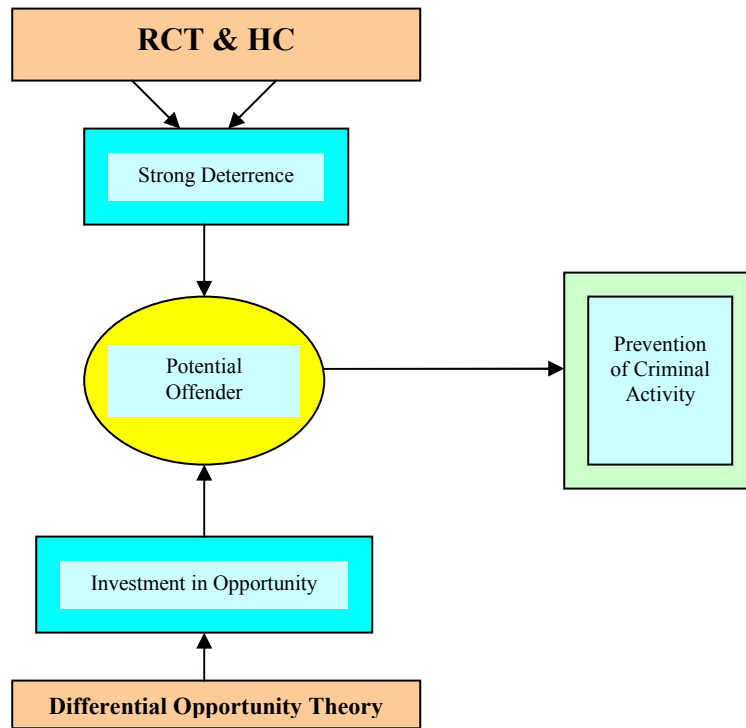 RCT & HC
Strong Deterrence
Potential
Offender
Prevention
of Criminal
Activity
Investment in Opportunity
Differential Opportunity Theory